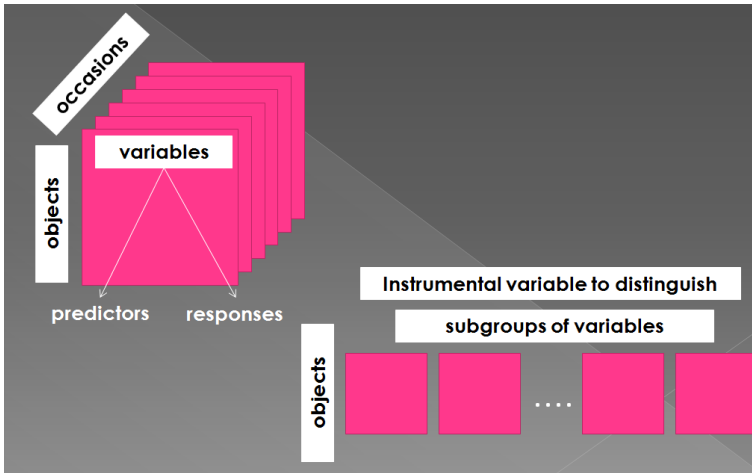 occasions
variables
objects
predictors responses
Instrumental variable to distinguish
subgroups of variables
objects
....